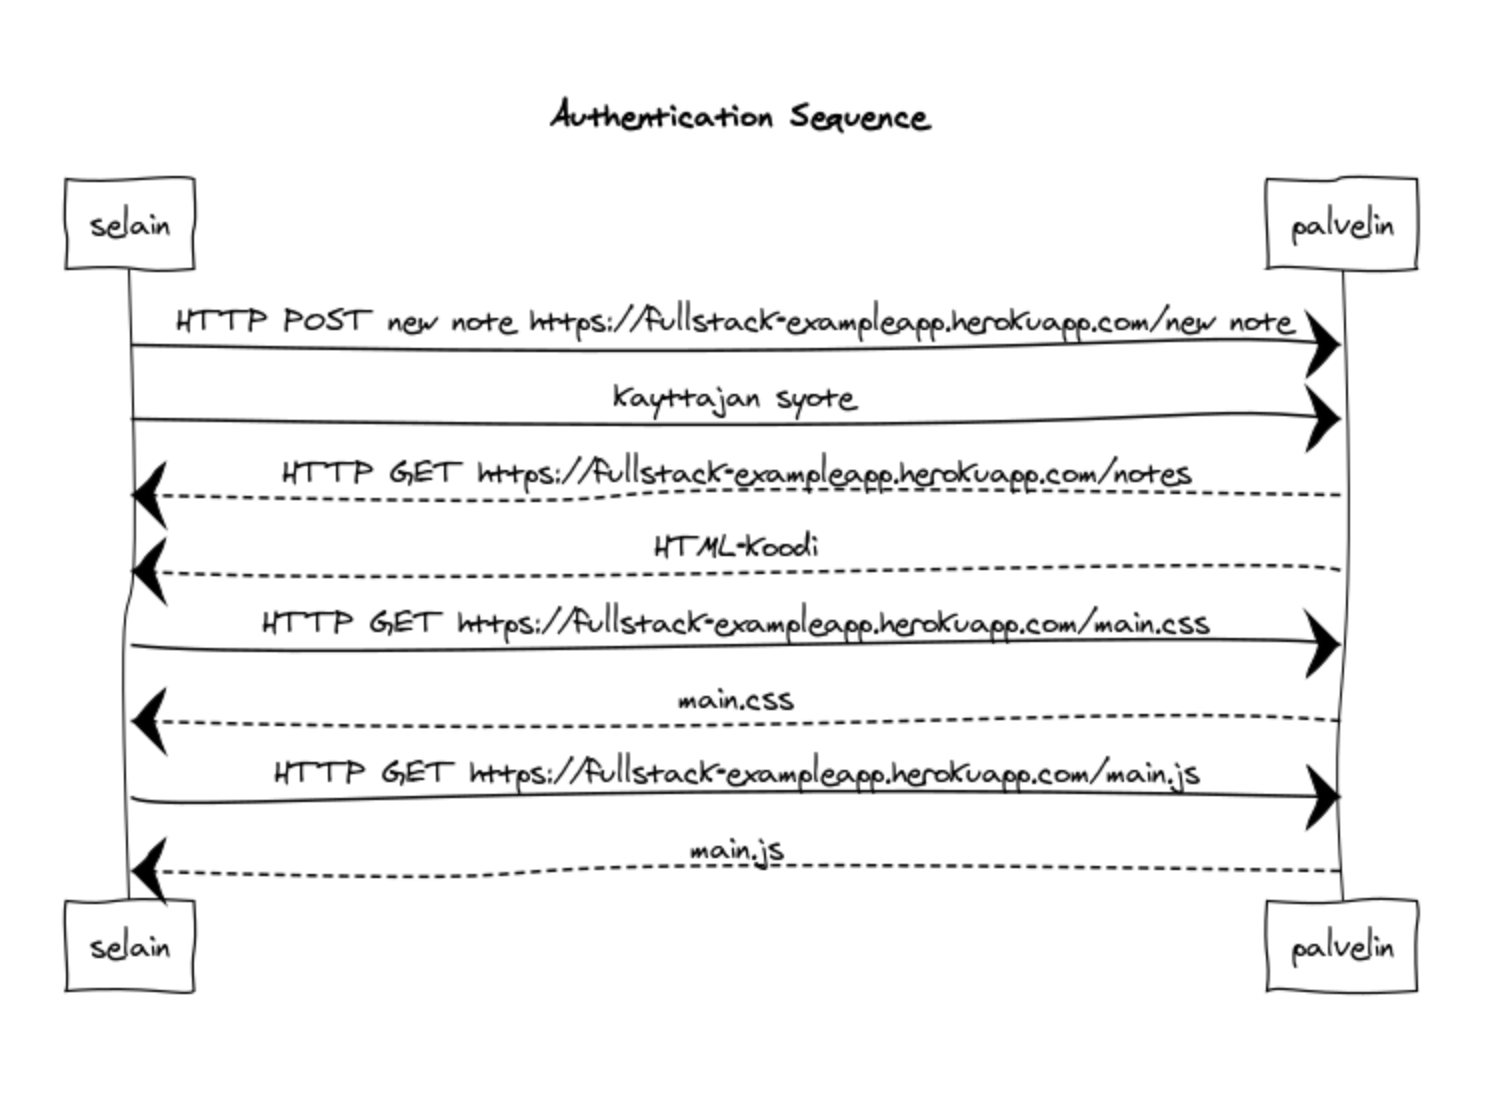 Authentication Sequence
selain
palvelin
HTTP POST new note https://fullstack-exampleapp.herokuapp.com/new note
Kayttajan syote
HTTP GET https://fullstack-exampleapp.herokuapp.com/notes
HTML-koodi
HTTP GET https://fullstack-exampleapp.herokuapp.com/main.css
main.css
HTTP GET https://fullstack-exampleapp.herokuapp.com/main.js
main.js
selain
palvelin